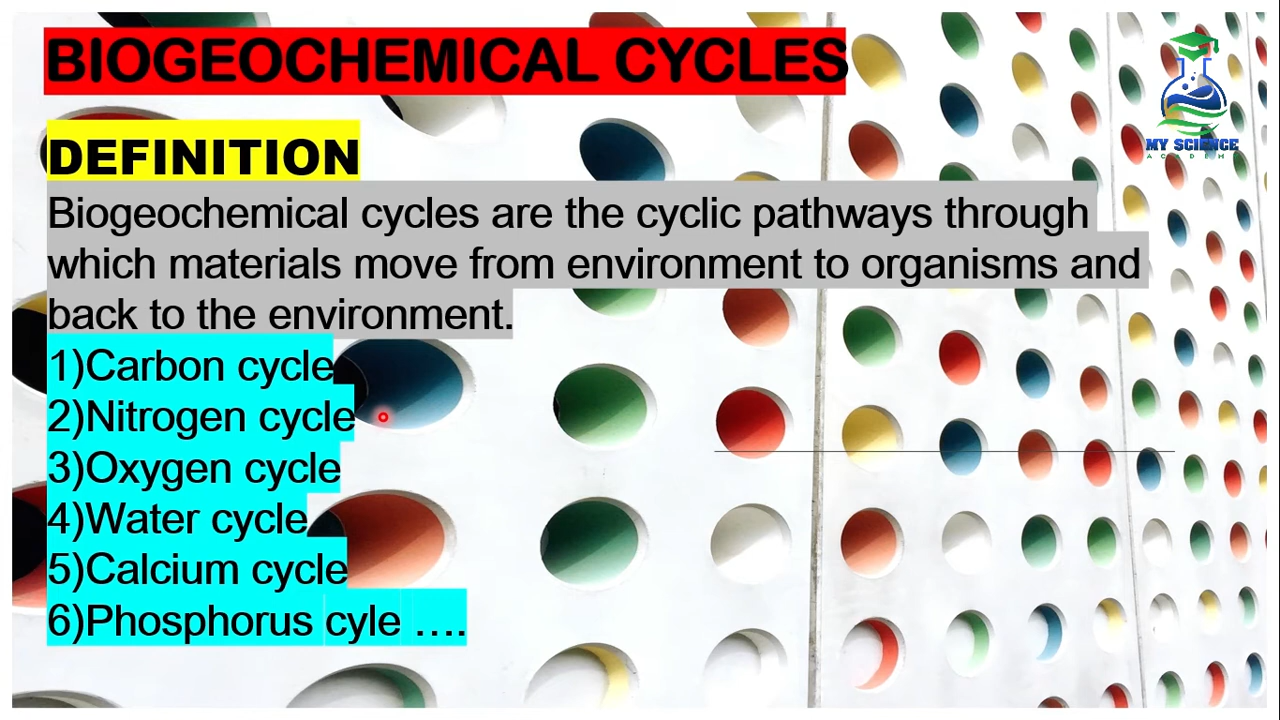 BIOGEOCHEMICAL CYCLES
MY SCIENCE
ACADEMY
DEFINITION
Biogeochemical cycles are the cyclic pathways through
which materials move from environment to organisms and
back to the environment.
1)Carbon cycle
2)Nitrogen cycle
3)Oxygen cycle
4)Water cycle
5)Calcium cycle
6)Phosphorus cyle ....